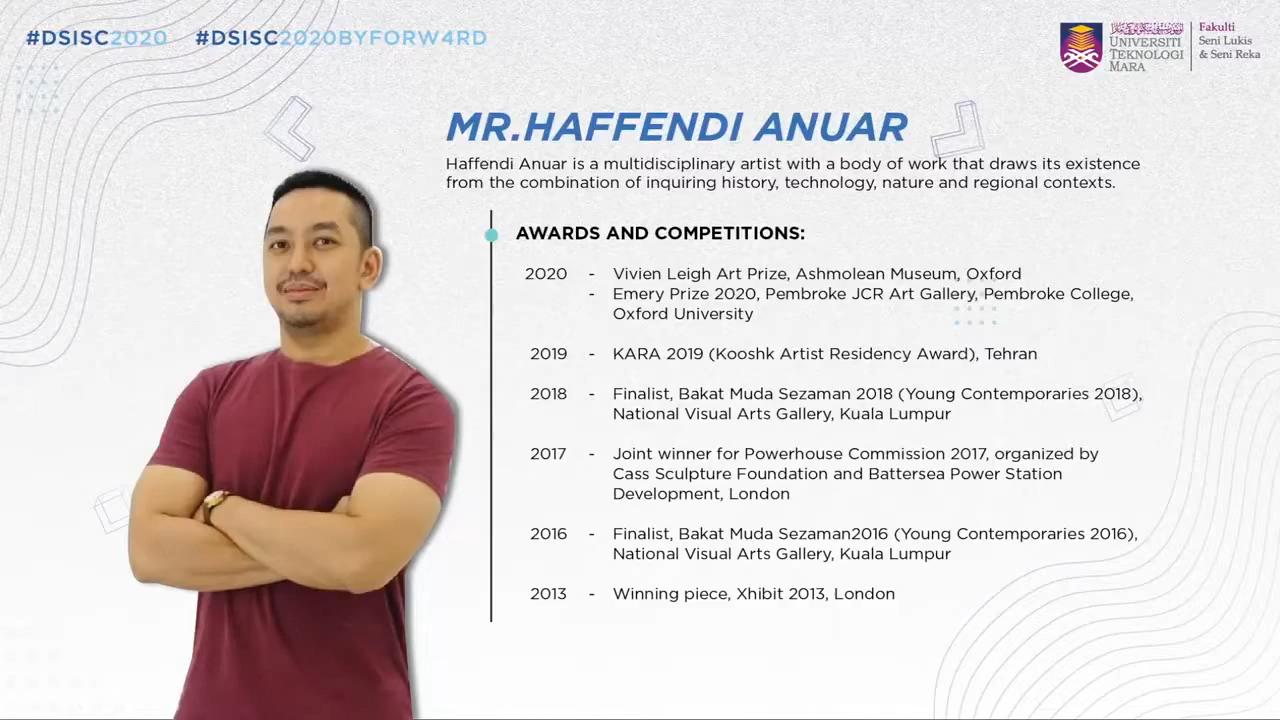 #DSISC2020 #DSISC2020BYFORW4RD
UNIVERSITI
TEKNOLOGI
MARA
Fakulti
Seni Lukis
& Seni Reka
MR.HAFFENDI ANUAR
Haffendi Anuar is a multidisciplinary artist with a body of work that draws its existence
from the combination of inquiring history, technology, nature and regional contexts.
AWARDS AND COMPETITIONS:
2020 - Vivien Leigh Art Prize, Ashmolean Museum, Oxford
- Emery Prize 2020, Pembroke JCR Art Gallery, Pembroke College,
Oxford University
2019 - KARA 2019 (Kooshk Artist Residency Award), Tehran
2018 - Finalist, Bakat Muda Sezaman 2018 (Young Contemporaries 2018),
National Visual Arts Gallery, Kuala Lumpur
2017 - Joint winner for Powerhouse Commission 2017, organized by
Cass Sculpture Foundation and Battersea Power Station
Development, London
2016 - Finalist, Bakat Muda Sezaman2016 (Young Contemporaries 2016),
National Visual Arts Gallery, Kuala Lumpur
2013 - Winning piece, Xhibit 2013, London